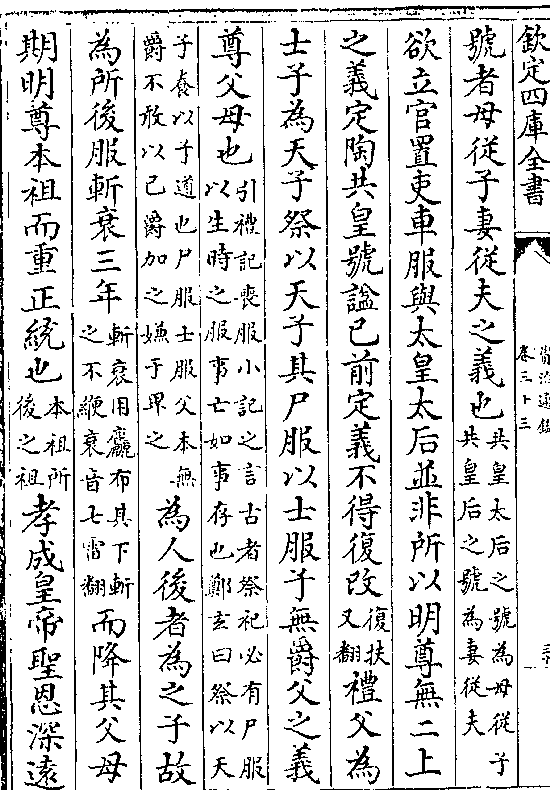 欽定四庫全書
資治通鑑
卷三十三
號者母從子妻從夫之義也共皇太后之號為母從子共皇后之號為妻從夫
欲立官置吏車服與太皇太后並非所以明尊無二上
之義定陶共皇號諡已前定義不得復改復扶又翻禮父為
士子為天子祭以天子其尸服以士服子無爵父之義
尊父母也引禮記喪服小記之言古者祭祀必有尸服以生時之服事亡如事存也鄭玄曰祭以天
子養以子道也尸服士服父本無爵不敢以己爵加之嫌于卑之為人後者為之子故
為所後服斬衰三年斬衰用麤布其下斬之不緶衰音七雷翻而降其父母
期明尊本祖而重正統也本祖所後之祖孝成皇帝聖恩深遠